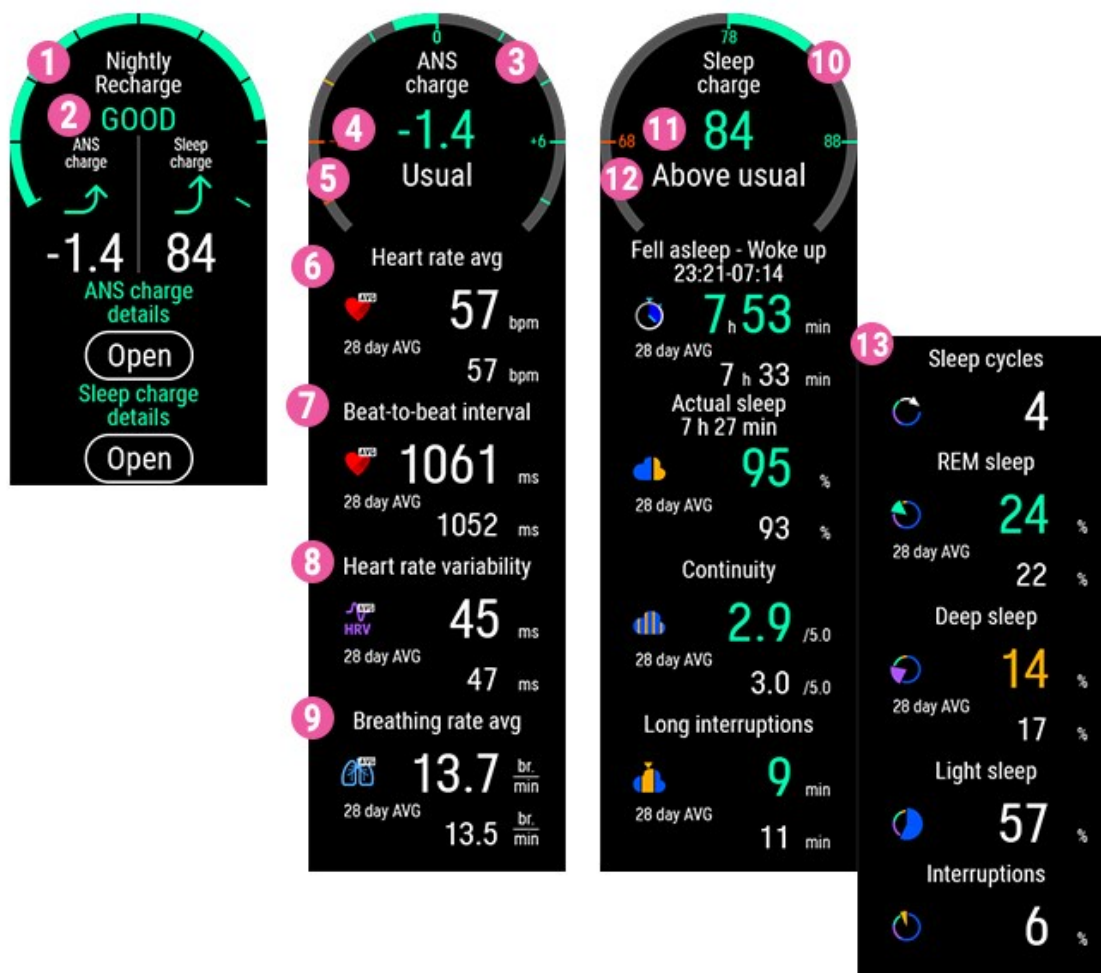 1
Nightly
Recharge
2
GOOD
ANS
charge
Sleep
charge
-1.4
84
ANS charge
details
Open
Sleep charge
details
Open
0
ANS
charge
3
4
-1.4
+6
5
Usual
6
Heart rate avg
AVG
57 bpm
28 day AVG
57 bpm
7
Beat-to-beat interval
AVG
1061 ms
28 day AVG
1052 ms
8
Heart rate variability
AVG
HRV
45 ms
28 day AVG
47 ms
9
Breathing rate avg
AVG
13.7 br.
min
28 day AVG
13.5 br.
min
78
Sleep
charge
10
68
11
84
88
12
Above usual
Fell asleep - Woke up
23:21-07:14
7 h 53 min
28 day AVG
7 h 33 min
Actual sleep
7 h 27 min
95 %
28 day AVG
93 %
Continuity
2.9 /5.0
28 day AVG
3.0 /5.0
Long interruptions
9 min
28 day AVG
11 min
13
Sleep cycles
4
REM sleep
24 %
28 day AVG
22 %
Deep sleep
14 %
28 day AVG
17 %
Light sleep
57 %
Interruptions
6 %